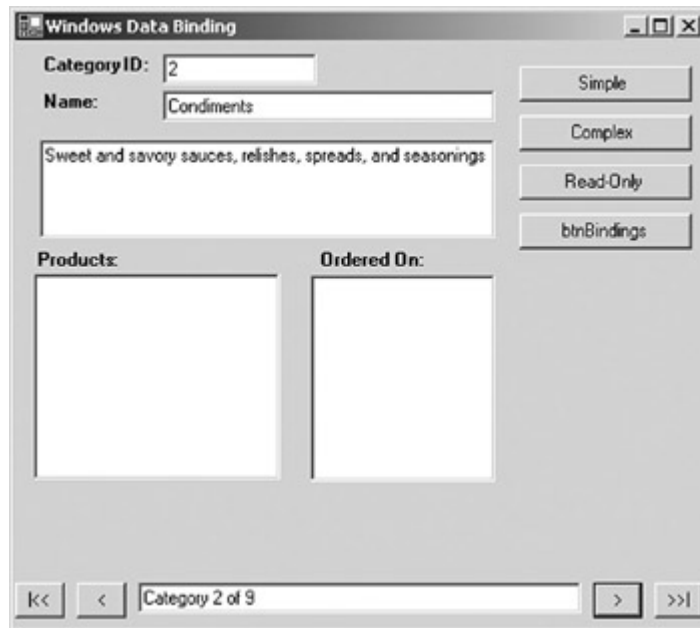 Windows Data Binding
Category ID: 2
Simple
Name: Condiments
Complex
Sweet and savory sauces, relishes, spreads, and seasonings
Read-Only
btnBindings
Products:
Ordered On:
|<<
<
Category 2 of 9
>
>>|